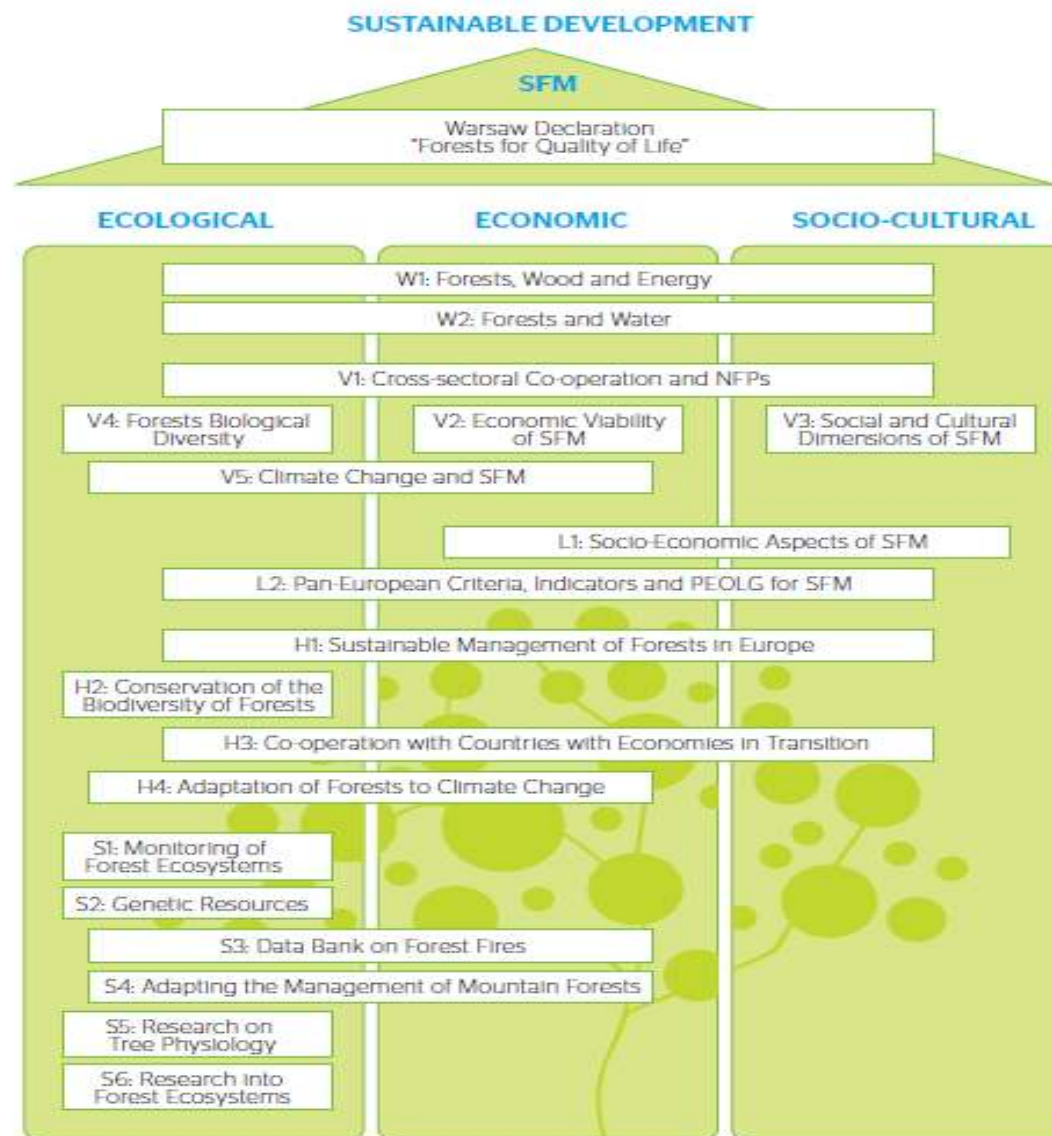 SUSTAINABLE DEVELOPMENT
SFM
Warsaw Declaration
"Forests for Quality of Life"
ECOLOGICAL
ECONOMIC
SOCIO-CULTURAL
W1: Forests, Wood and Energy
W2: Forests and Water
V1: Cross-sectoral Co-operation and NFPs
V4: Forests Biological
Diversity
V2: Economic Viability
of SFM
V3: Social and Cultural
Dimensions of SFM
V5: Climate Change and SFM
L1: Socio-Economic Aspects of SFM
L2: Pan-European Criteria, Indicators and PEOLG for SFM
H1: Sustainable Management of Forests in Europe
H2: Conservation of the
Biodiversity of Forests
H3: Co-operation with Countries with Economies in Transition
H4: Adaptation of Forests to Climate Change
S1: Monitoring of
Forest Ecosystems
S2: Genetic Resources
S3: Data Bank on Forest Fires
S4: Adapting the Management of Mountain Forests
S5: Research on
Tree Physiology
S6: Research into
Forest Ecosystems